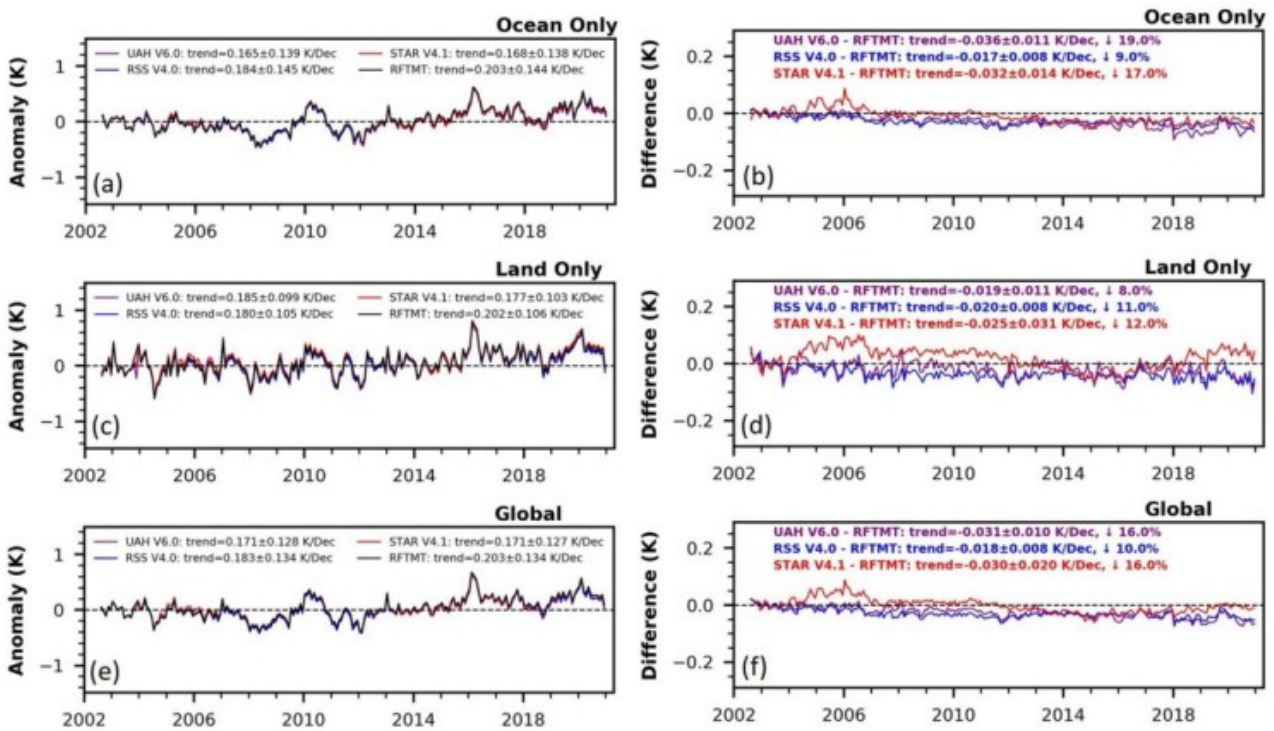 Ocean Only
UAH V6.0: trend=0.165±0.139 K/Dec STAR V4.1: trend=0.168±0.138 K/Dec
RSS V4.0: trend=0.184±0.145 K/Dec RFTMT: trend=0.203±0.144 K/Dec
Anomaly (K)
1
0
−1
(a)
2002 2006 2010 2014 2018
Ocean Only
UAH V6.0 - RFTMT: trend=-0.036±0.011 K/Dec, ↓ 19.0%
RSS V4.0 - RFTMT: trend=-0.017±0.008 K/Dec, ↓ 9.0%
STAR V4.1 - RFTMT: trend=-0.032±0.014 K/Dec, ↓ 17.0%
Difference (K)
0.2
0.0
−0.2
(b)
2002 2006 2010 2014 2018
Land Only
UAH V6.0: trend=0.185±0.099 K/Dec STAR V4.1: trend=0.177±0.103 K/Dec
RSS V4.0: trend=0.180±0.105 K/Dec RFTMT: trend=0.202±0.106 K/Dec
Anomaly (K)
1
0
−1
(c)
2002 2006 2010 2014 2018
Land Only
UAH V6.0 - RFTMT: trend=-0.019±0.011 K/Dec, ↓ 8.0%
RSS V4.0 - RFTMT: trend=-0.020±0.008 K/Dec, ↓ 11.0%
STAR V4.1 - RFTMT: trend=-0.025±0.031 K/Dec, ↓ 12.0%
Difference (K)
0.2
0.0
−0.2
(d)
2002 2006 2010 2014 2018
Global
UAH V6.0: trend=0.171±0.128 K/Dec STAR V4.1: trend=0.171±0.127 K/Dec
RSS V4.0: trend=0.183±0.134 K/Dec RFTMT: trend=0.203±0.134 K/Dec
Anomaly (K)
1
0
−1
(e)
2002 2006 2010 2014 2018
Global
UAH V6.0 - RFTMT: trend=-0.031±0.010 K/Dec, ↓ 16.0%
RSS V4.0 - RFTMT: trend=-0.018±0.008 K/Dec, ↓ 10.0%
STAR V4.1 - RFTMT: trend=-0.030±0.020 K/Dec, ↓ 16.0%
Difference (K)
0.2
0.0
−0.2
(f)
2002 2006 2010 2014 2018